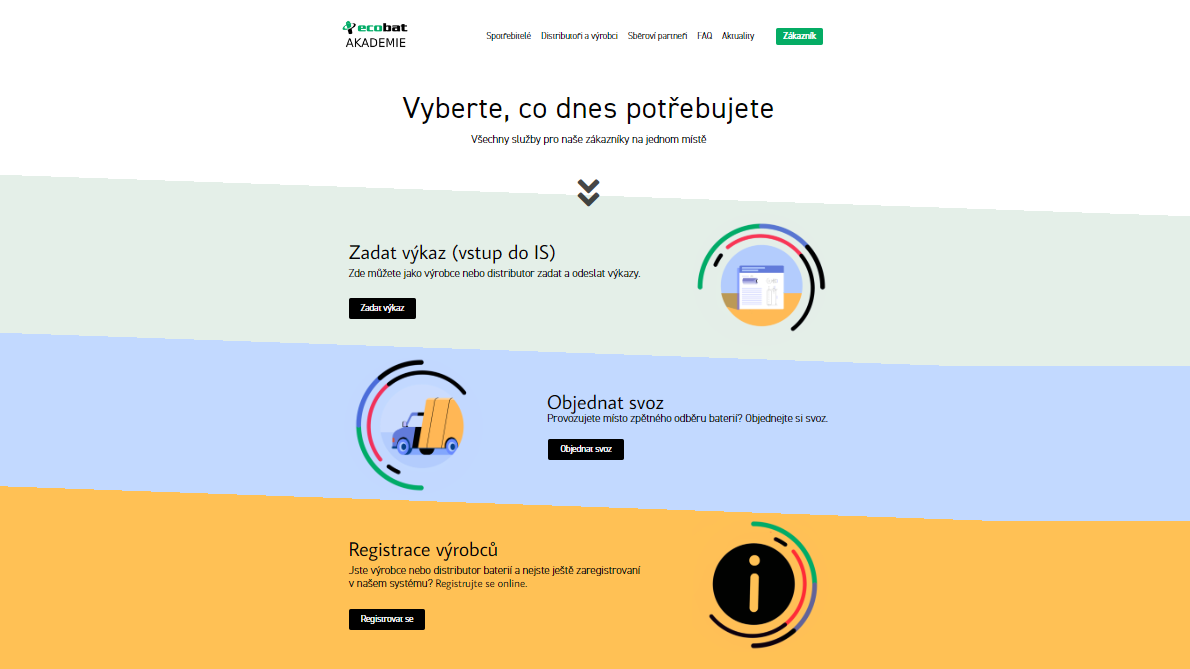 ecobat
AKADEMIE
Spotřebitelé Distributoři a výrobci Sběroví partneři FAQ Aktuality Zákazník
Vyberte, co dnes potřebujete
Všechny služby pro naše zákazníky na jednom místě
Zadat výkaz (vstup do IS)
Zde můžete jako výrobce nebo distributor zadat a odeslat výkazy.
Zadat výkaz
Objednat svoz
Provozujete místo zpětného odběru baterií? Objednejte si svoz.
Objednat svoz
Registrace výrobců
Jste výrobce nebo distributor baterií a nejste ještě zaregistrovaní
v našem systému? Registrujte se online.
Registrovat se